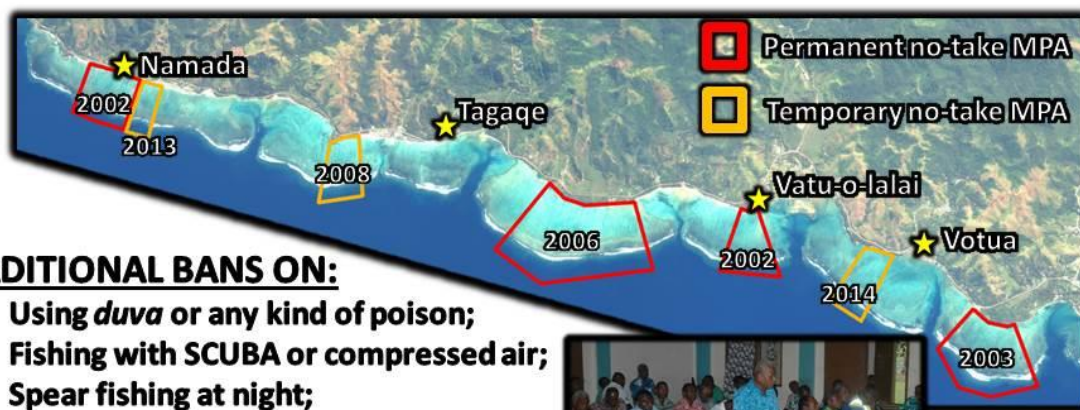 Permanent no-take MPA
Temporary no-take MPA
Namada
2002
2013
Tagaqe
2008
Vatu-o-lalai
2006
2002
Votua
2014
2003
DITIONAL BANS ON:
Using duva or any kind of poison;
Fishing with SCUBA or compressed air;
Spear fishing at night;